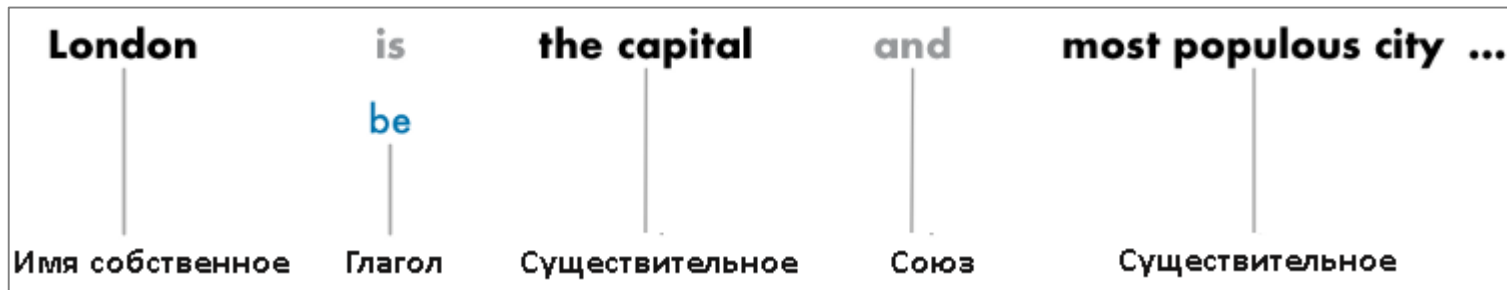 London is the capital and most populous city ...
be
Имя собственное Глагол Существительное Союз Существительное